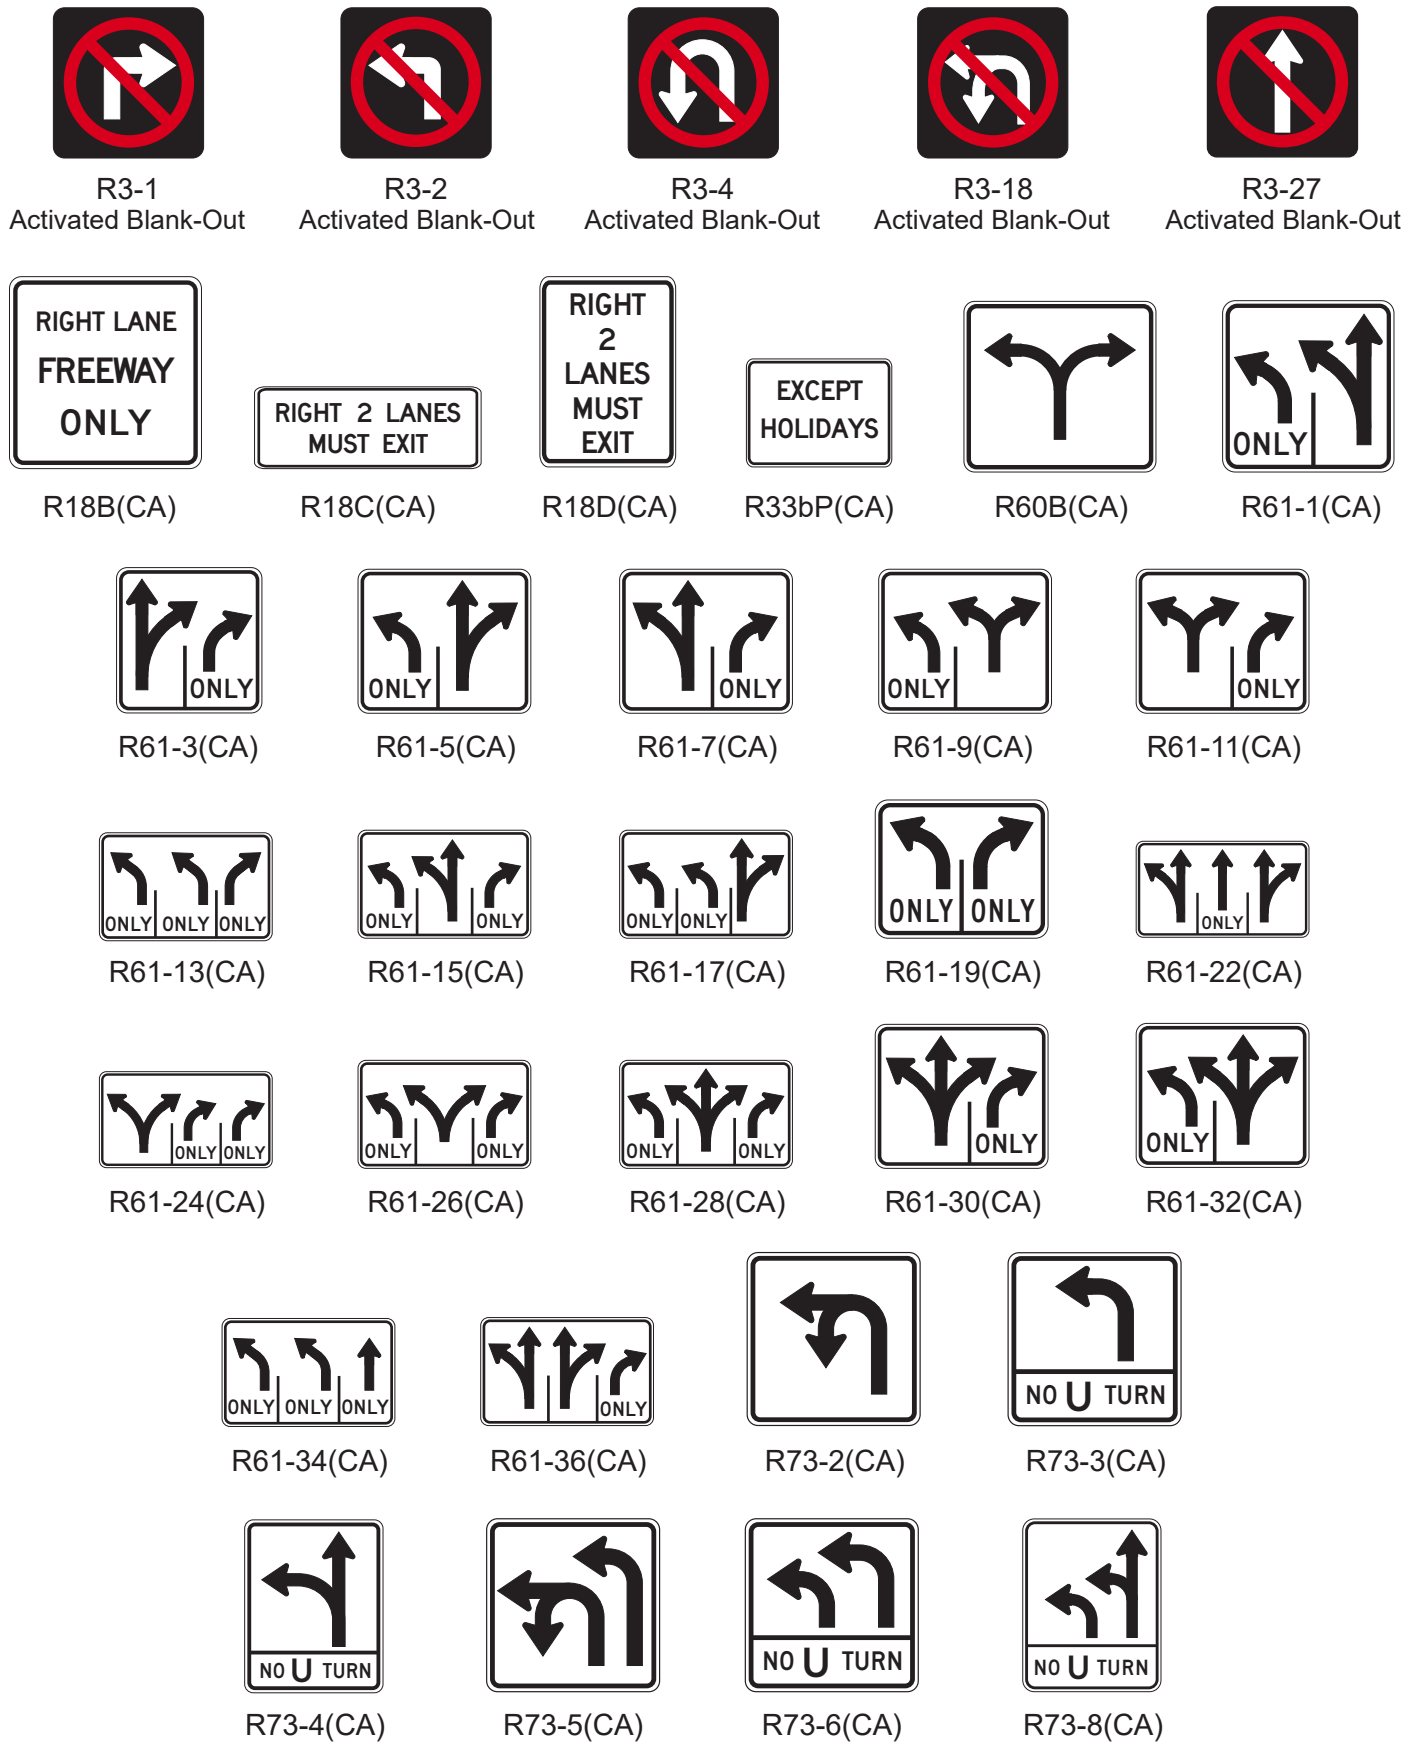 R3-1
Activated Blank-Out
R3-2
Activated Blank-Out
R3-4
Activated Blank-Out
R3-18
Activated Blank-Out
R3-27
Activated Blank-Out
RIGHT LANE
FREEWAY
ONLY
R18B(CA)
RIGHT 2 LANES
MUST EXIT
R18C(CA)
RIGHT
2
LANES
MUST
EXIT
R18D(CA)
EXCEPT
HOLIDAYS
R33bP(CA)
R60B(CA)
ONLY
R61-1(CA)
ONLY
R61-3(CA)
ONLY
R61-5(CA)
ONLY
R61-7(CA)
ONLY
R61-9(CA)
ONLY
R61-11(CA)
ONLY ONLY ONLY
R61-13(CA)
ONLY ONLY
R61-15(CA)
ONLY ONLY
R61-17(CA)
ONLY ONLY
R61-19(CA)
ONLY
R61-22(CA)
ONLY ONLY
R61-24(CA)
ONLY ONLY
R61-26(CA)
ONLY ONLY
R61-28(CA)
ONLY
R61-30(CA)
ONLY
R61-32(CA)
ONLY ONLY ONLY
R61-34(CA)
ONLY
R61-36(CA)
R73-2(CA)
NO U TURN
R73-3(CA)
NO U TURN
R73-4(CA)
R73-5(CA)
NO U TURN
R73-6(CA)
NO U TURN
R73-8(CA)